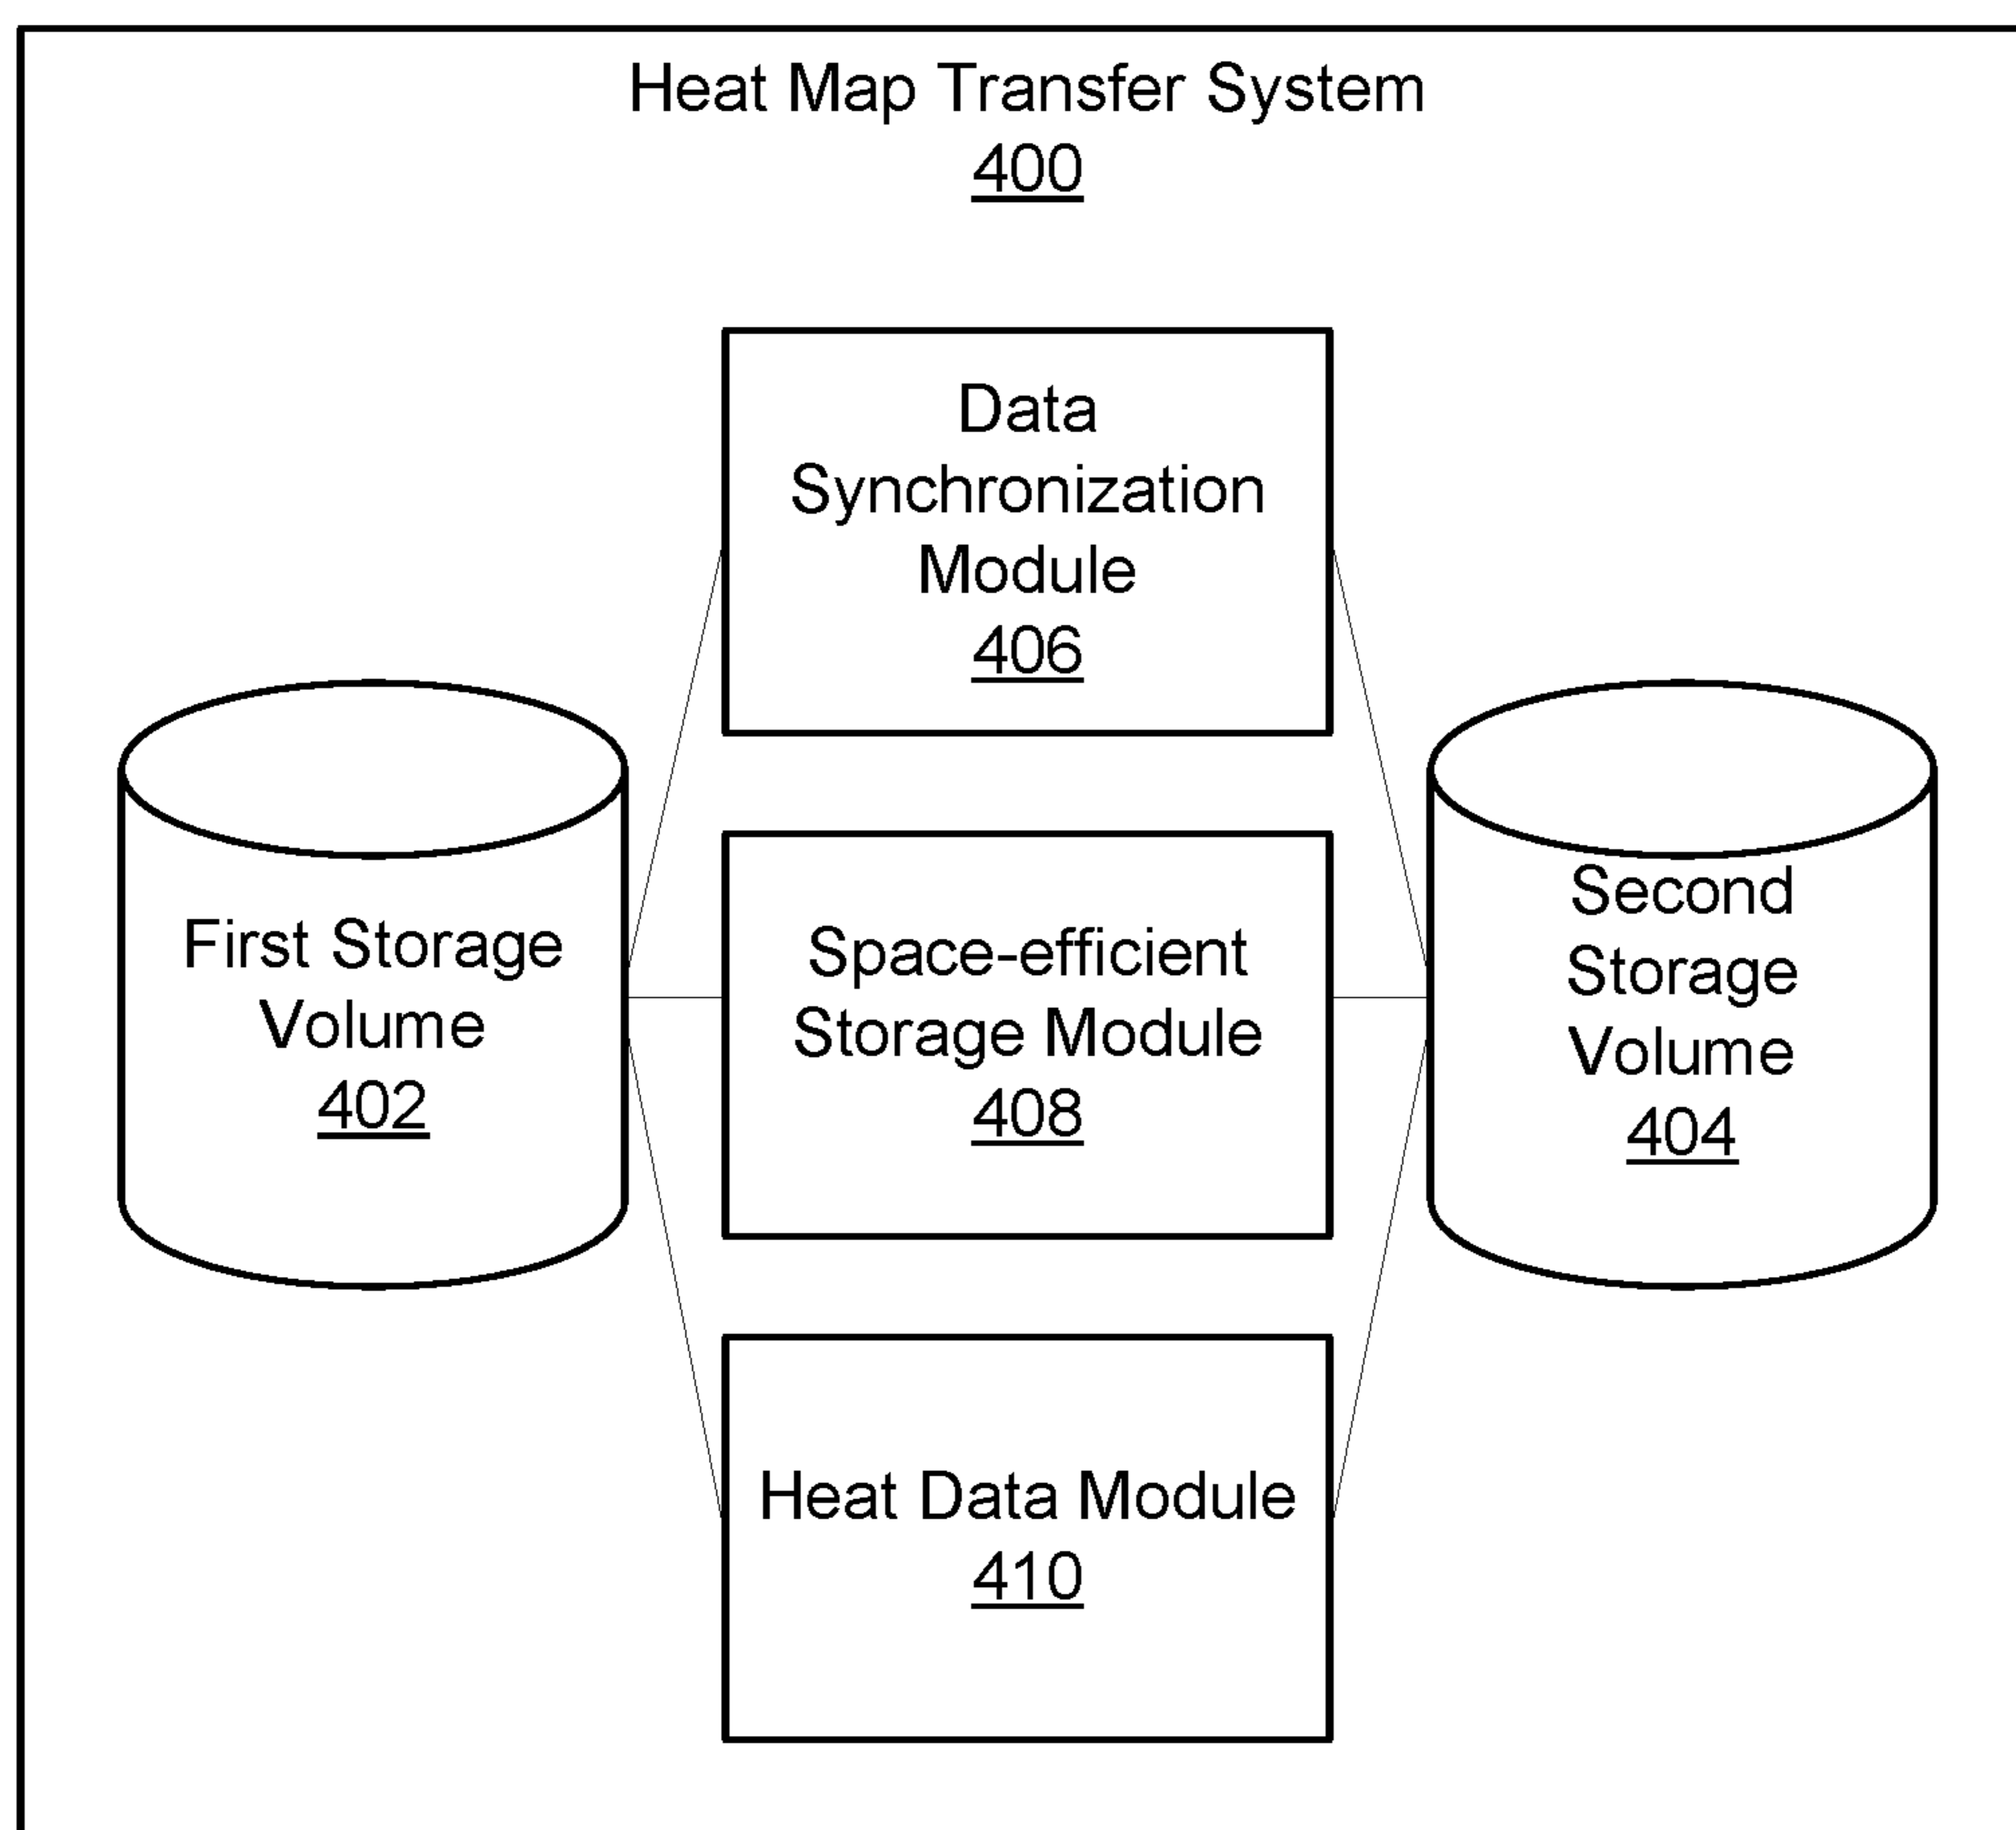 Heat Map Transfer System
400
Data
Synchronization
Module
406
First Storage
Volume
402
Space-efficient
Storage Module
408
Second
Storage
Volume
404
Heat Data Module
410